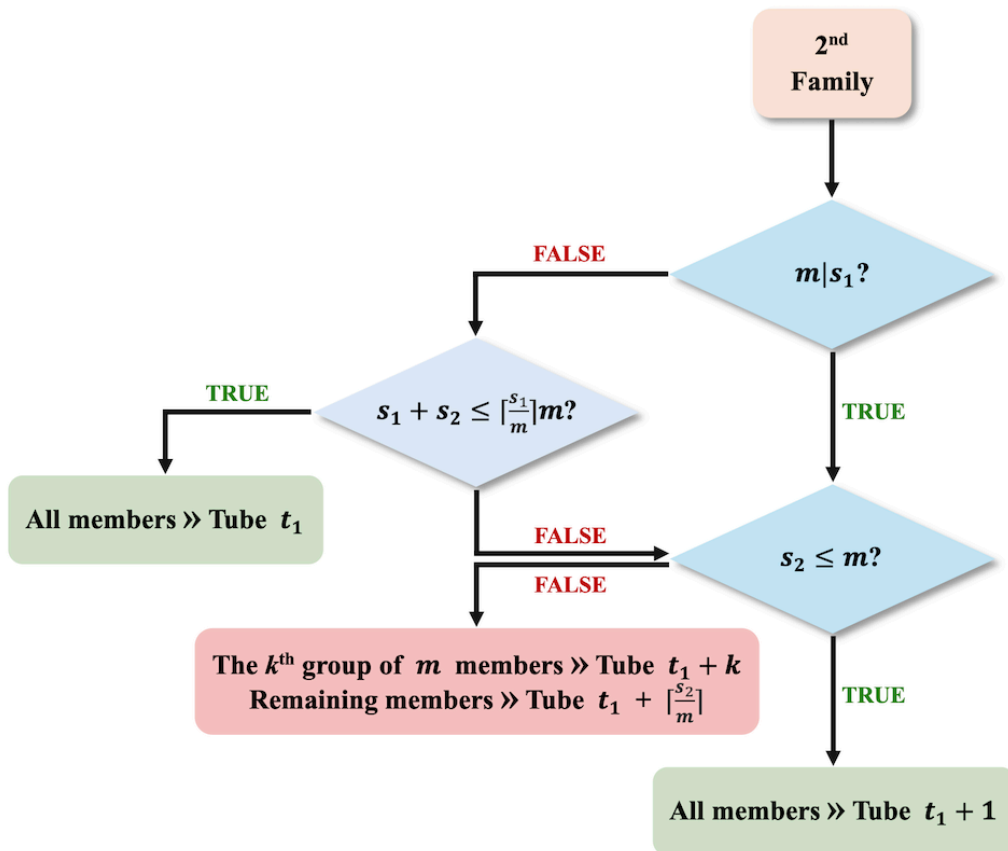 2ⁿᵈ
Family
FALSE
m|s₁?
TRUE
s₁ + s₂ ≤ ⌈s₁/m⌉m?
TRUE
All members » Tube t₁
FALSE
s₂ ≤ m?
FALSE
The kᵗʰ group of m members » Tube t₁ + k
Remaining members » Tube t₁ + ⌈s₂/m⌉
TRUE
All members » Tube t₁ + 1